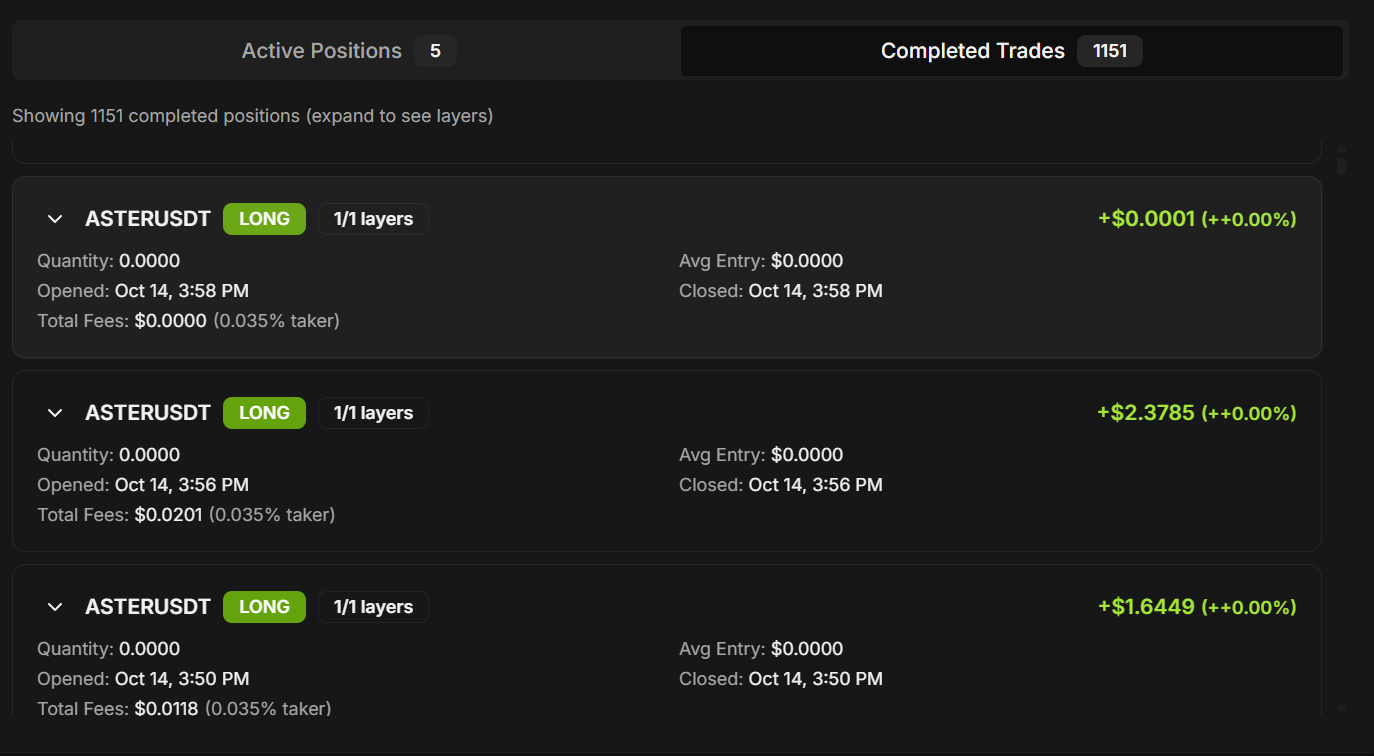 Active Positions 5 Completed Trades 1151
Showing 1151 completed positions (expand to see layers)
ASTERUSDT LONG 1/1 layers +$0.0001 (++0.00%)
Quantity: 0.0000 Avg Entry: $0.0000
Opened: Oct 14, 3:58 PM Closed: Oct 14, 3:58 PM
Total Fees: $0.0000 (0.035% taker)
ASTERUSDT LONG 1/1 layers +$2.3785 (++0.00%)
Quantity: 0.0000 Avg Entry: $0.0000
Opened: Oct 14, 3:56 PM Closed: Oct 14, 3:56 PM
Total Fees: $0.0201 (0.035% taker)
ASTERUSDT LONG 1/1 layers +$1.6449 (++0.00%)
Quantity: 0.0000 Avg Entry: $0.0000
Opened: Oct 14, 3:50 PM Closed: Oct 14, 3:50 PM
Total Fees: $0.0118 (0.035% taker)